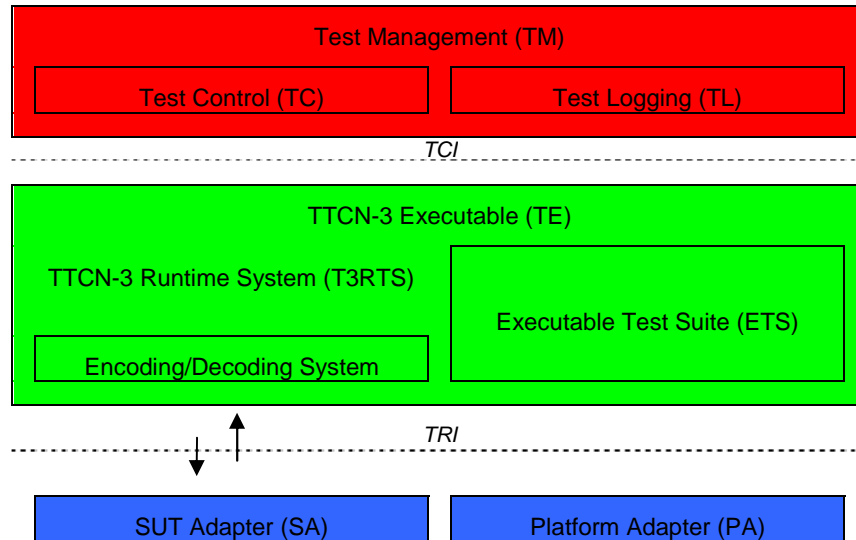 Test Management (TM)
Test Control (TC)
Test Logging (TL)
TCI
TTCN-3 Executable (TE)
TTCN-3 Runtime System (T3RTS)
Executable Test Suite (ETS)
Encoding/Decoding System
TRI
SUT Adapter (SA)
Platform Adapter (PA)